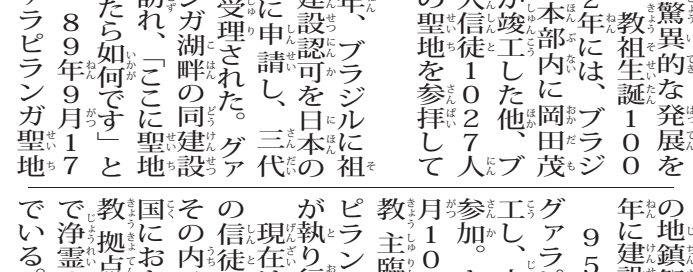 驚異的な発展を
教祖生誕100
2年には、ブラジ
本部内に岡田茂
が竣工した他、ブ
人信徒1027人
の聖地を参拝して
年、ブラジルに祖
建設認可を日本の
に申請し、三代
受理された。グァ
ンガ湖畔の同建設
訪れ、「ここに聖地
たら如何です」と
89年9月17
ラピランガ聖地
の地鎮
年に建設
95
グァラ
工し、
参加。
月10
教主臨
ピラン
が執り行
現在
の信徒
その内
国にお
教拠点
で浄霊
でいる。